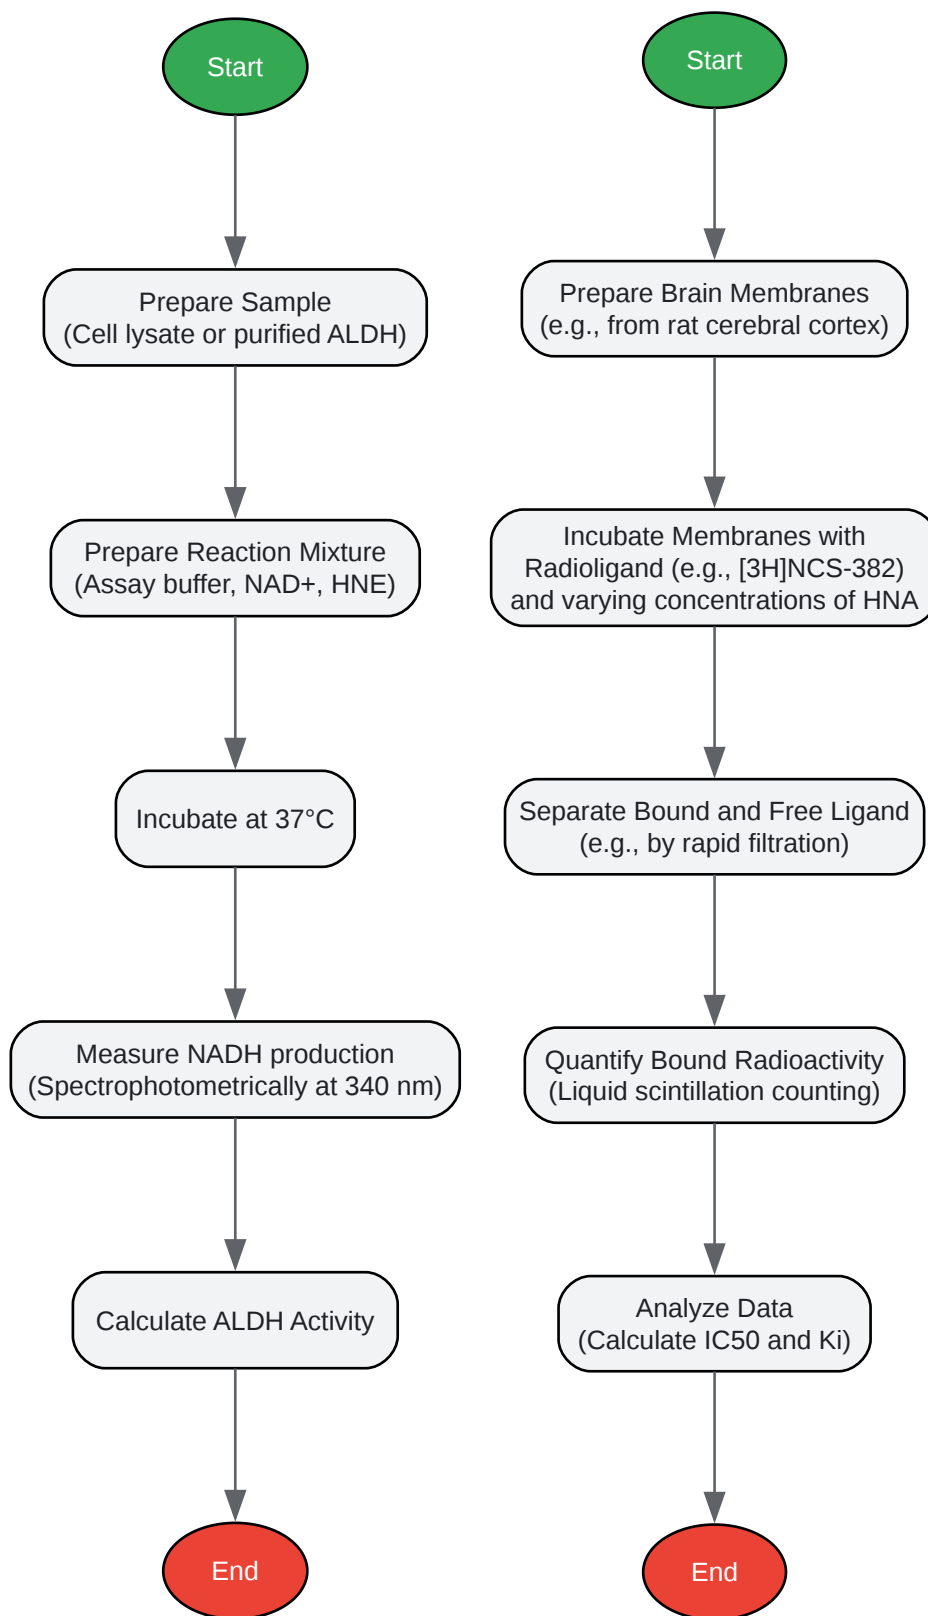 Start
Prepare Sample
(Cell lysate or purified ALDH)
Prepare Reaction Mixture
(Assay buffer, NAD+, HNE)
Incubate at 37°C
Measure NADH production
(Spectrophotometrically at 340 nm)
Calculate ALDH Activity
End
Start
Prepare Brain Membranes
(e.g., from rat cerebral cortex)
Incubate Membranes with
Radioligand (e.g., [3H]NCS-382)
and varying concentrations of HNA
Separate Bound and Free Ligand
(e.g., by rapid filtration)
Quantify Bound Radioactivity
(Liquid scintillation counting)
Analyze Data
(Calculate IC50 and Ki)
End